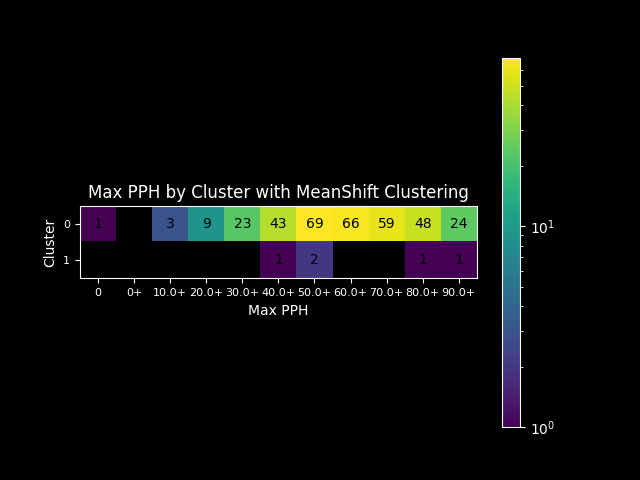 Max PPH by Cluster with MeanShift Clustering
Cluster
0 1 3 9 23 43 69 66 59 48 24
1 1 2 1 1
0 0+ 10.0+ 20.0+ 30.0+ 40.0+ 50.0+ 60.0+ 70.0+ 80.0+ 90.0+
Max PPH
10¹
10⁰